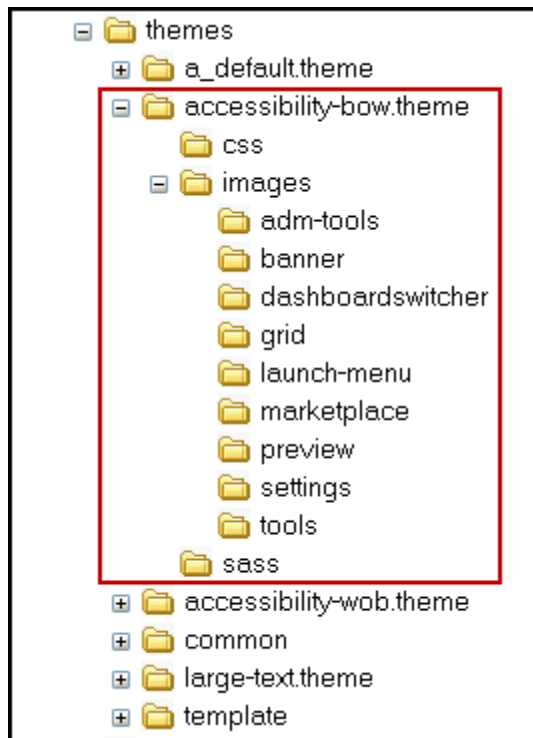 themes
a_default.theme
accessibility-bow.theme
css
images
adm-tools
banner
dashboardswitcher
grid
launch-menu
marketplace
preview
settings
tools
sass
accessibility-wob.theme
common
large-text.theme
template